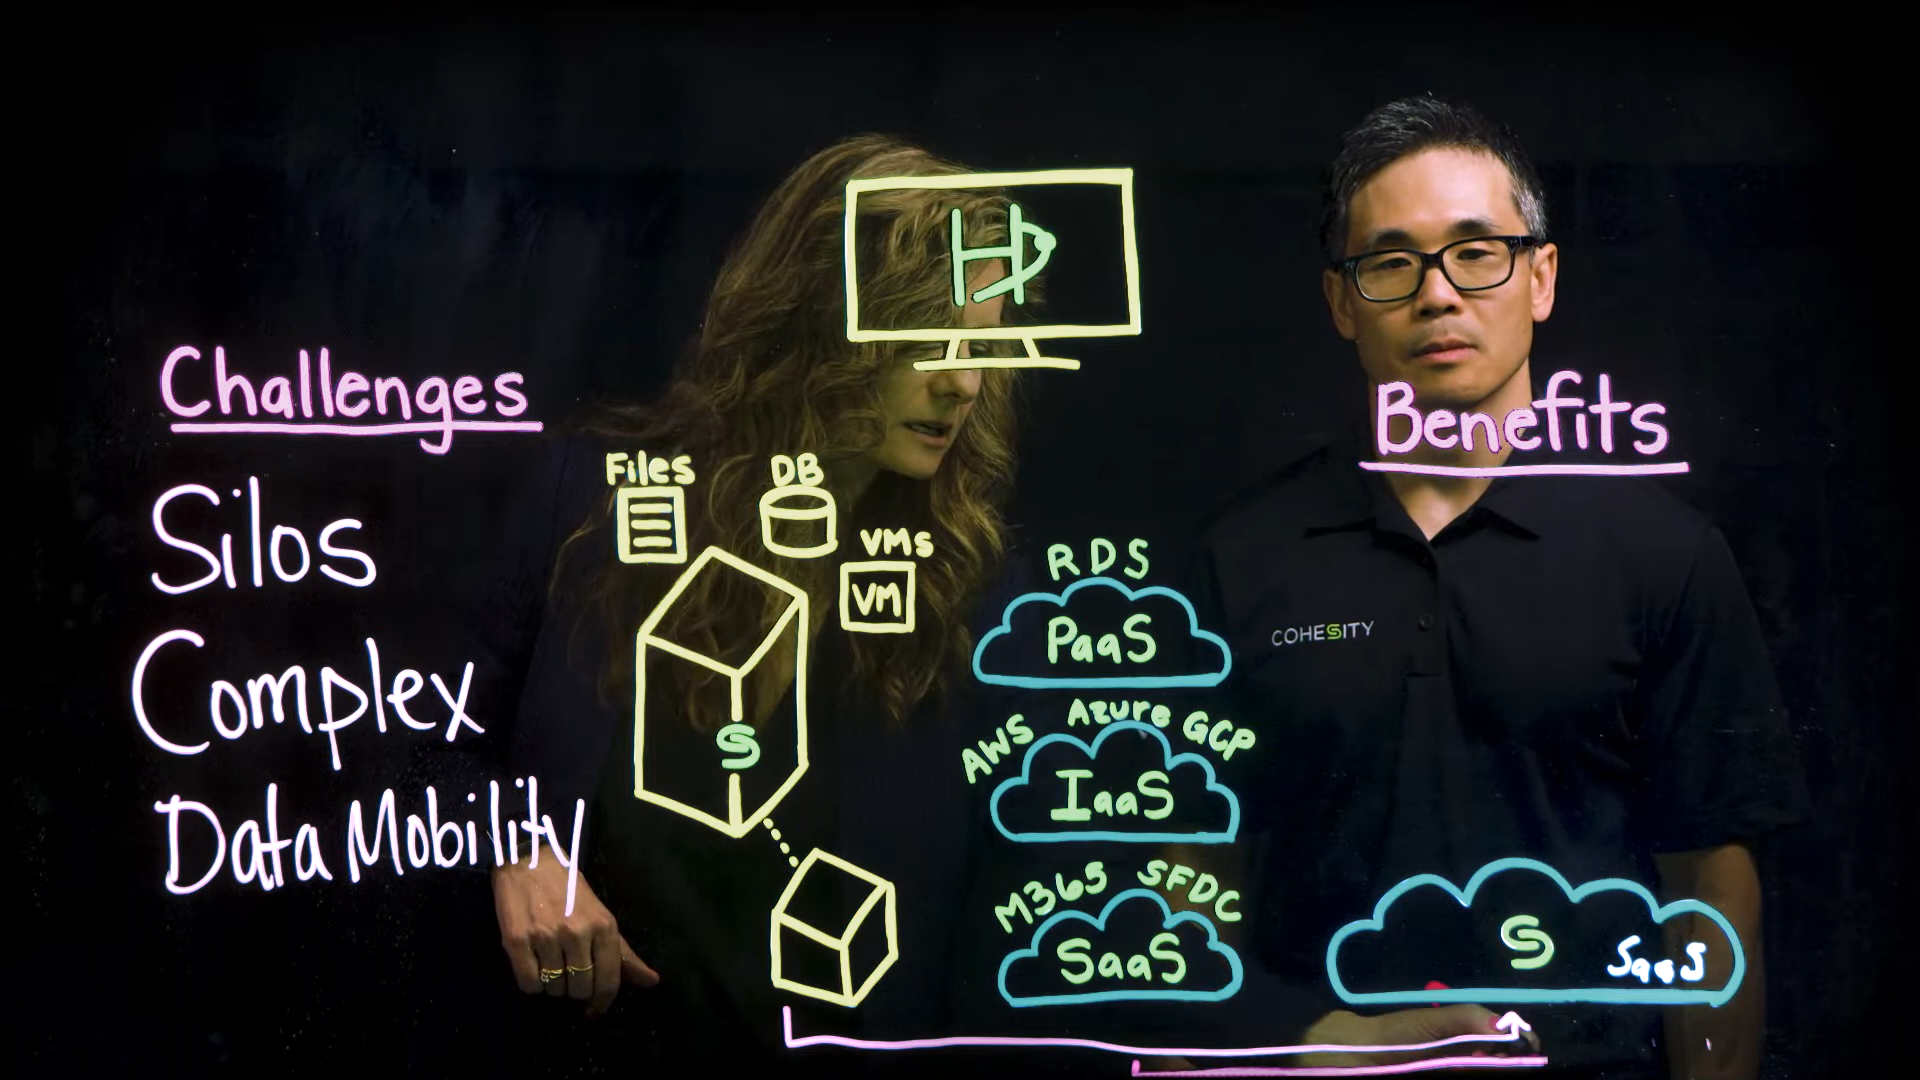 Challenges
Silos
Complex
Data Mobility
Files
DB
VMs
VM
RDS
PaaS
AWS Azure GCP
IaaS
M365 SFDC
SaaS
Benefits
COHESITY
S
S SaaS